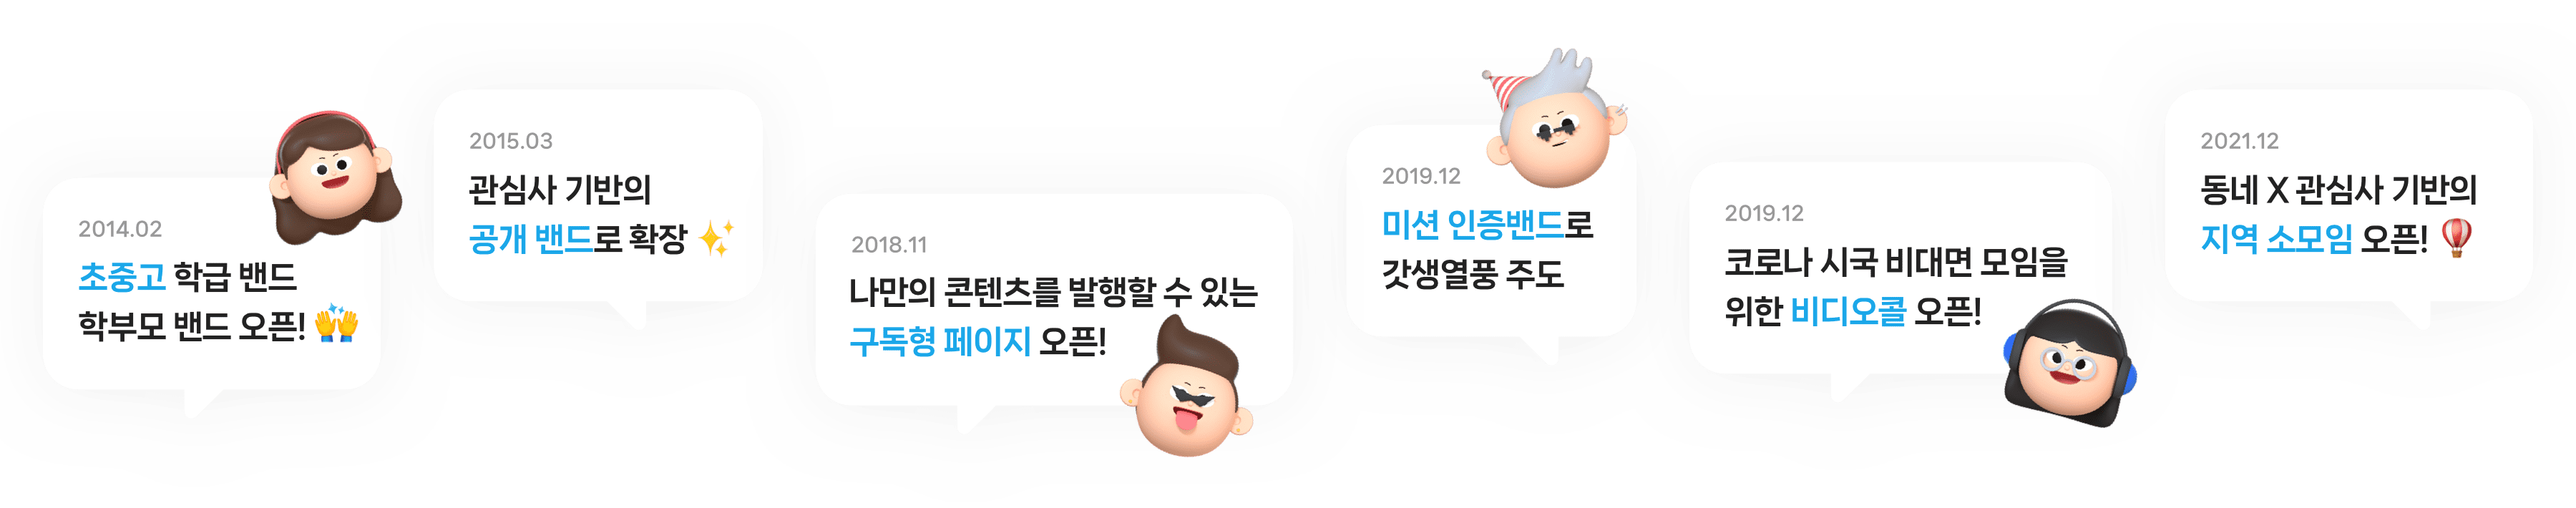 2014.02
초중고 학급 밴드
학부모 밴드 오픈! 🙌
2015.03
관심사 기반의
공개 밴드로 확장 ✨
2018.11
나만의 콘텐츠를 발행할 수 있는
구독형 페이지 오픈!
2019.12
미션 인증밴드로
갓생열풍 주도
2019.12
코로나 시국 비대면 모임을
위한 비디오콜 오픈!
2021.12
동네 X 관심사 기반의
지역 소모임 오픈!